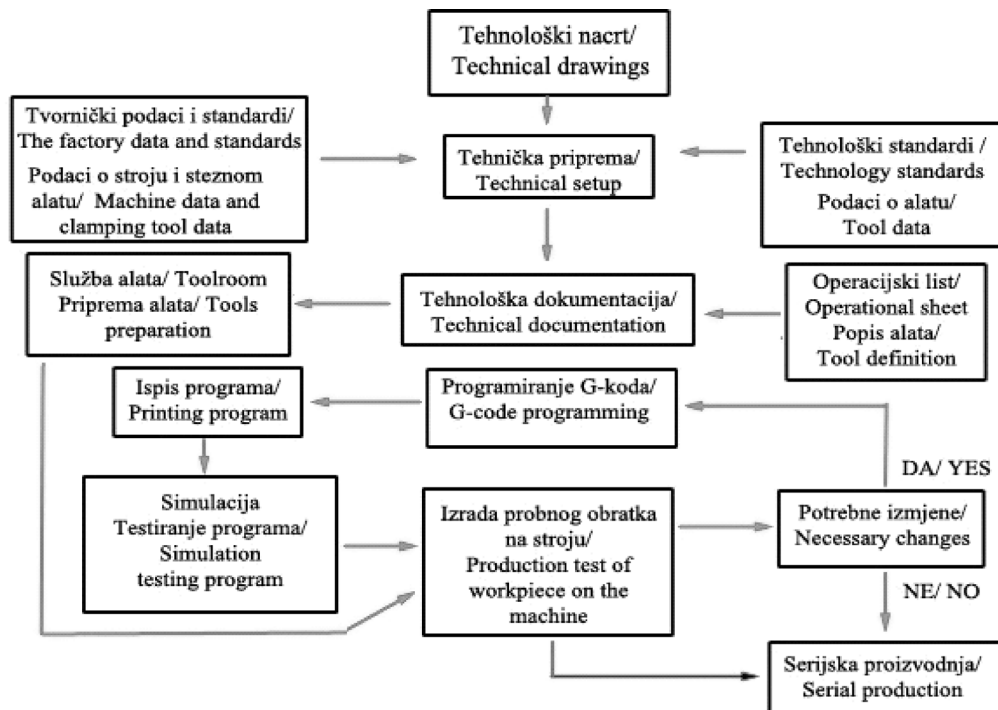 Tehnološki nacrt/
Technical drawings
Tvornički podaci i standardi/
The factory data and standards
Podaci o stroju i steznom
alatu/ Machine data and
clamping tool data
Tehnička priprema/
Technical setup
Tehnološki standardi /
Technology standards
Podaci o alatu/
Tool data
Služba alata/ Toolroom
Priprema alata/ Tools
preparation
Tehnološka dokumentacija/
Technical documentation
Operacijski list/
Operational sheet
Popis alata/
Tool definition
Ispis programa/
Printing program
Programiranje G-koda/
G-code programming
DA/ YES
Simulacija
Testiranje programa/
Simulation
testing program
Izrada probnog obratka
na stroju/
Production test of
workpiece on the
machine
Potrebne izmjene/
Necessary changes
NE/ NO
Serijska proizvodnja/
Serial production